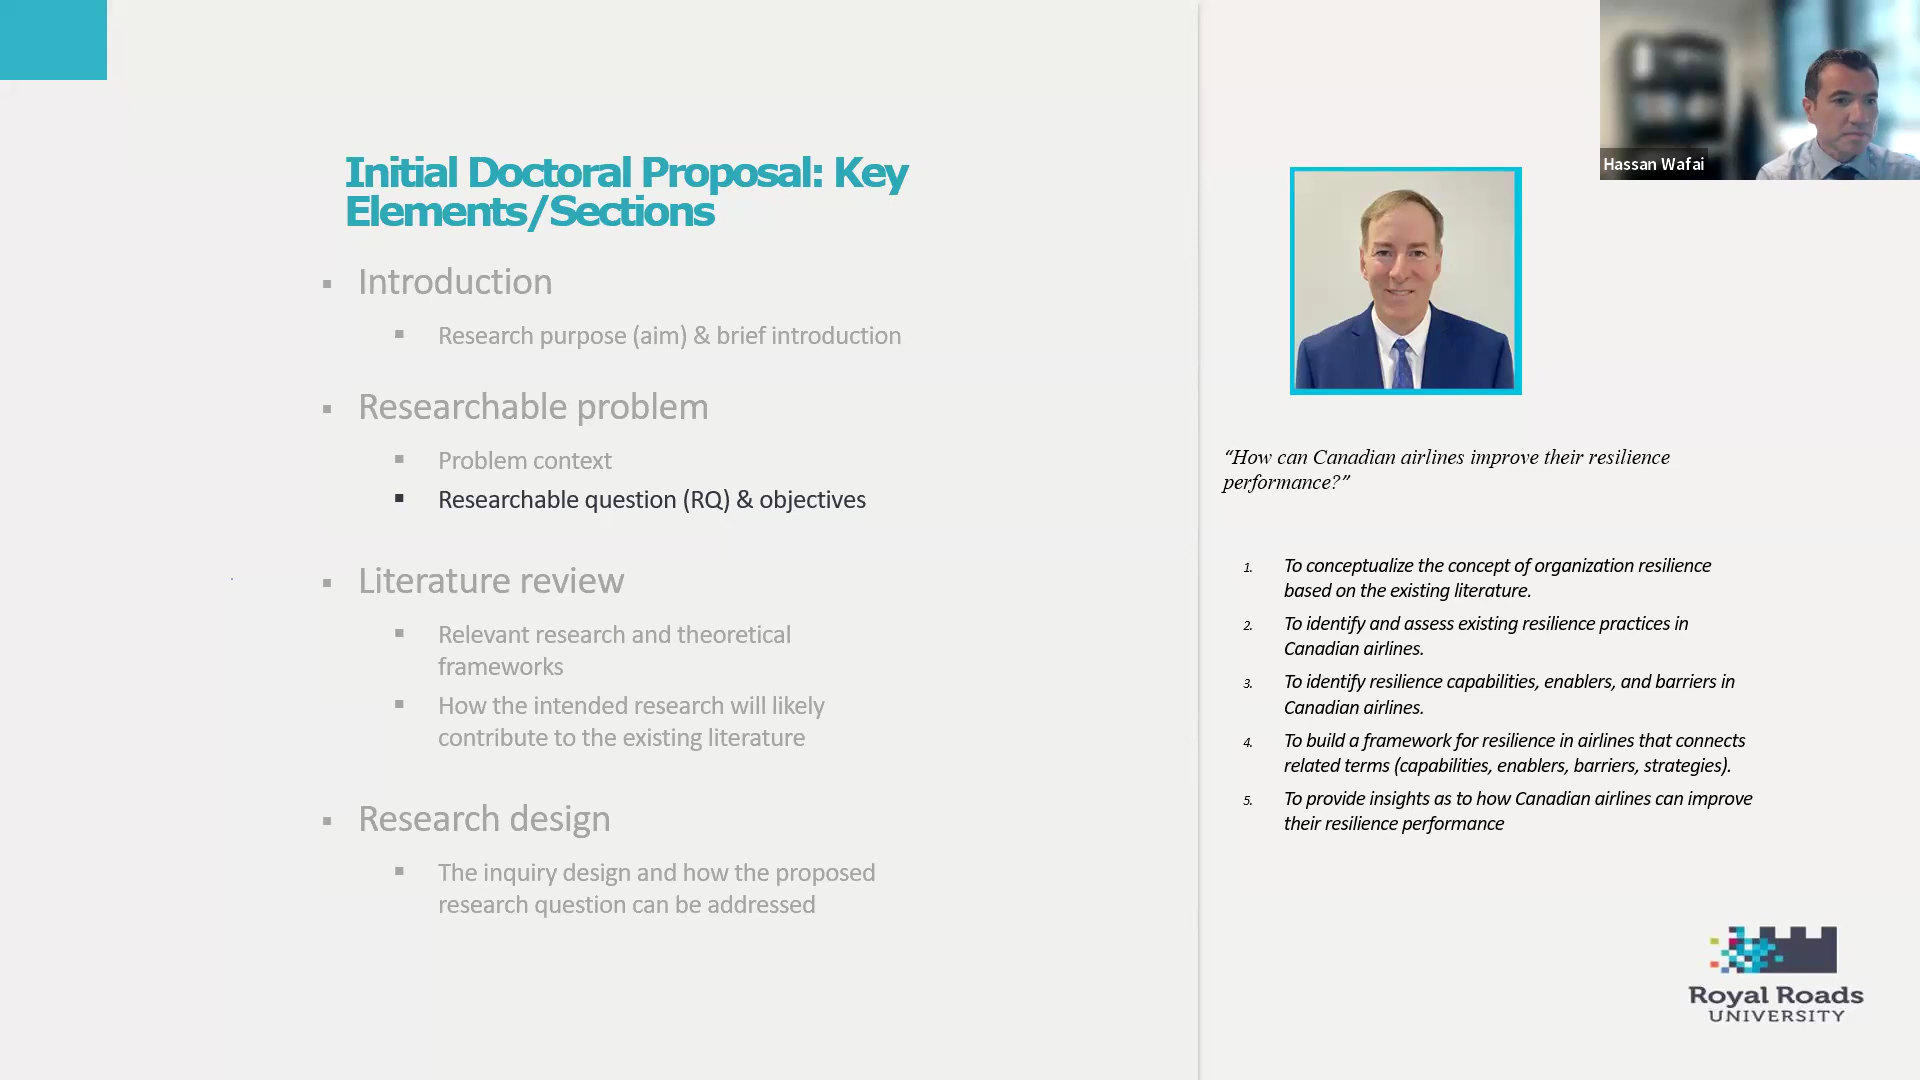 Initial Doctoral Proposal: Key
Elements/Sections
▪ Introduction
▪ Research purpose (aim) & brief introduction
▪ Researchable problem
▪ Problem context
▪ Researchable question (RQ) & objectives
▪ Literature review
▪ Relevant research and theoretical
frameworks
▪ How the intended research will likely
contribute to the existing literature
▪ Research design
▪ The inquiry design and how the proposed
research question can be addressed
Hassan Wafai
“How can Canadian airlines improve their resilience
performance?”
1. To conceptualize the concept of organization resilience
based on the existing literature.
2. To identify and assess existing resilience practices in
Canadian airlines.
3. To identify resilience capabilities, enablers, and barriers in
Canadian airlines.
4. To build a framework for resilience in airlines that connects
related terms (capabilities, enablers, barriers, strategies).
5. To provide insights as to how Canadian airlines can improve
their resilience performance
Royal Roads
UNIVERSITY